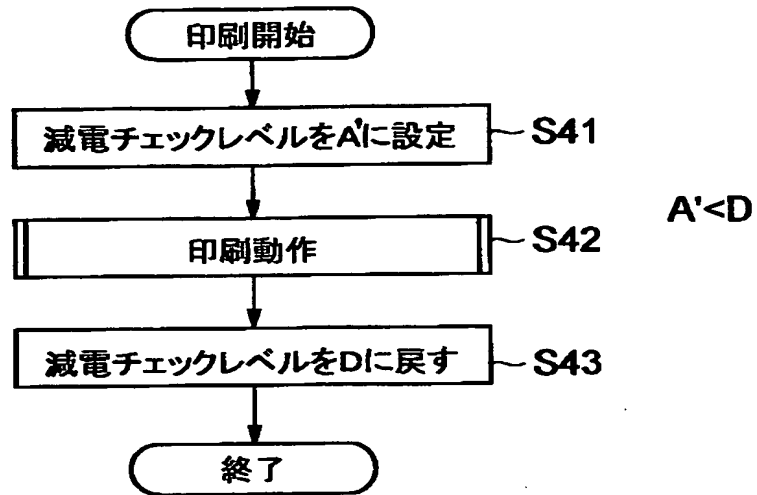 印刷開始
減電チェックレベルをA'に設定
S41
A'<D
印刷動作
S42
減電チェックレベルをDに戻す
S43
終了